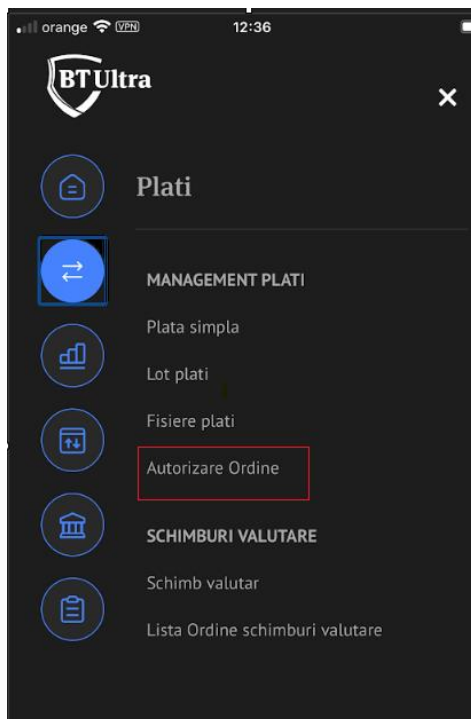 orange VPN 12:36
BT Ultra
Plati
MANAGEMENT PLATI
Plata simpla
Lot plati
Fisiere plati
Autorizare Ordine
SCHIMBURI VALUTARE
Schimb valutar
Lista Ordine schimburi valutare